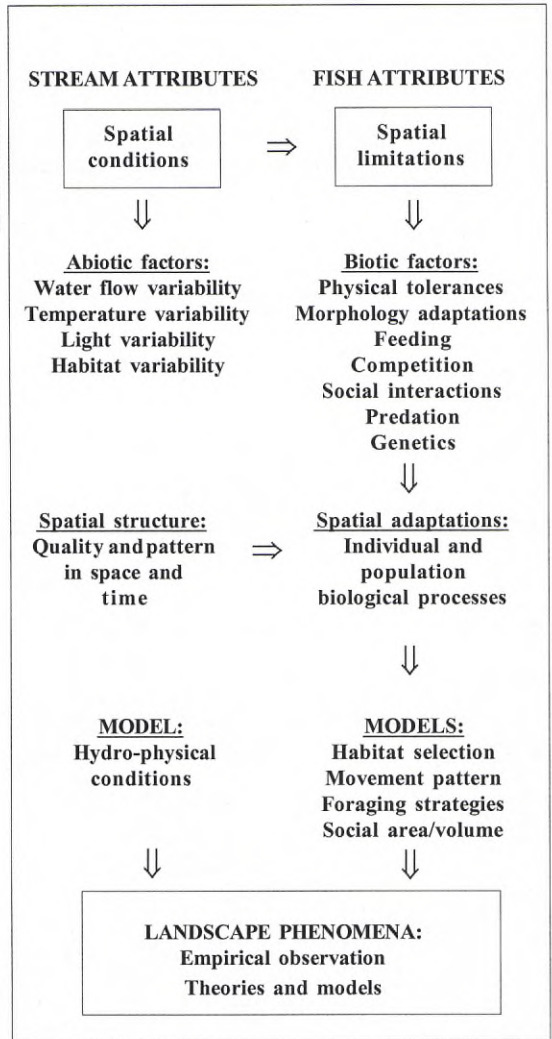 STREAM ATTRIBUTES
FISH ATTRIBUTES
Spatial
conditions
⇒
Spatial
limitations
⇓
⇓
Abiotic factors:
Water flow variability
Temperature variability
Light variability
Habitat variability
Biotic factors:
Physical tolerances
Morphology adaptations
Feeding
Competition
Social interactions
Predation
Genetics
⇓
Spatial structure:
Quality and pattern
in space and
time
⇒
Spatial adaptations:
Individual and
population
biological processes
⇓
MODEL:
Hydro-physical
conditions
MODELS:
Habitat selection
Movement pattern
Foraging strategies
Social area/volume
⇓
⇓
LANDSCAPE PHENOMENA:
Empirical observation
Theories and models